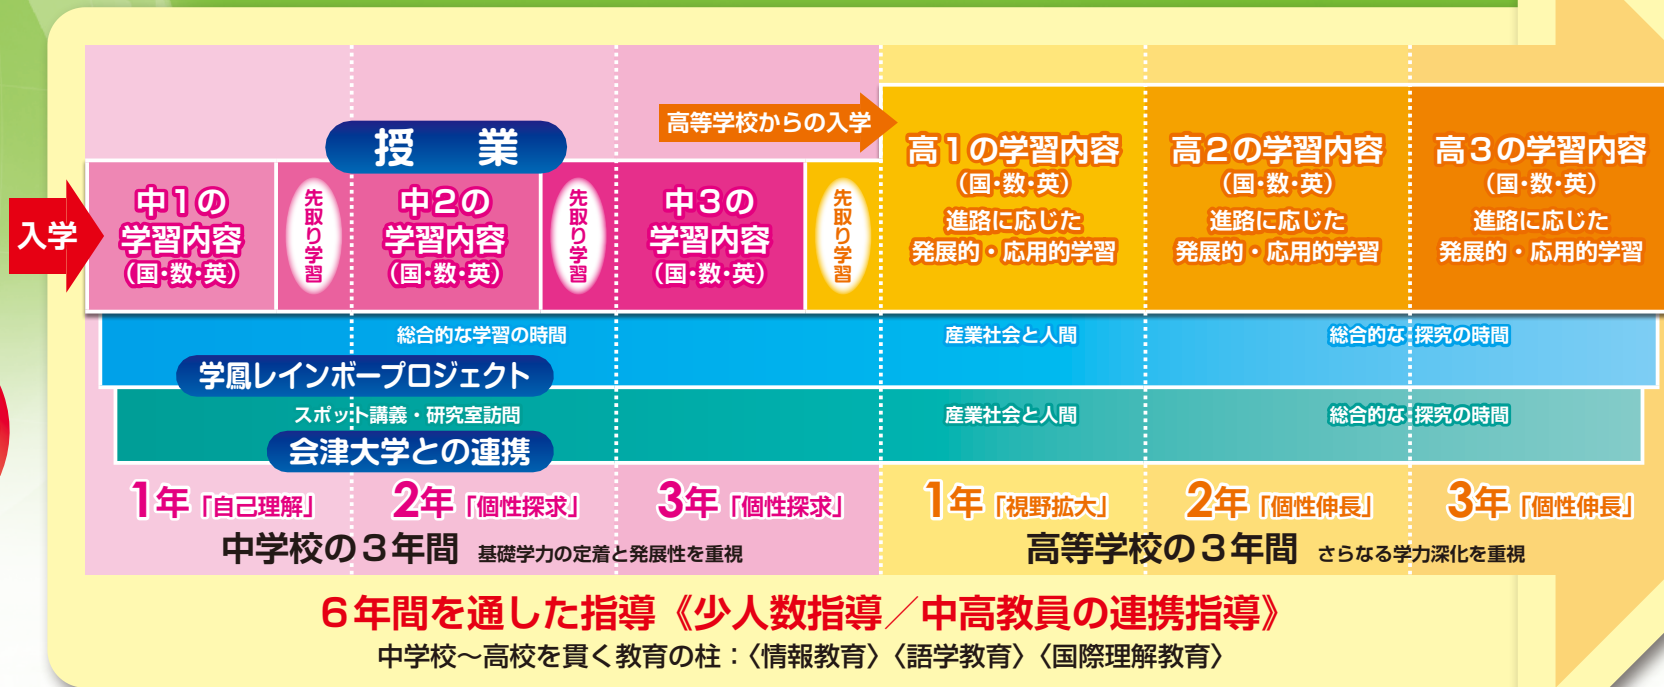 入学
授　業
高等学校からの入学
中1の
学習内容
（国・数・英）
先取り学習
中2の
学習内容
（国・数・英）
先取り学習
中3の
学習内容
（国・数・英）
先取り学習
高1の学習内容
（国・数・英）
進路に応じた
発展的・応用的学習
高2の学習内容
（国・数・英）
進路に応じた
発展的・応用的学習
高3の学習内容
（国・数・英）
進路に応じた
発展的・応用的学習
総合的な学習の時間
産業社会と人間
総合的な探究の時間
学鳳レインボープロジェクト
スポット講義・研究室訪問
産業社会と人間
総合的な探究の時間
会津大学との連携
1年「自己理解」
2年「個性探求」
3年「個性探求」
1年「視野拡大」
2年「個性伸長」
3年「個性伸長」
中学校の3年間 基礎学力の定着と発展性を重視
高等学校の3年間 さらなる学力深化を重視
6年間を通した指導《少人数指導／中高教員の連携指導》
中学校～高校を貫く教育の柱：〈情報教育〉〈語学教育〉〈国際理解教育〉